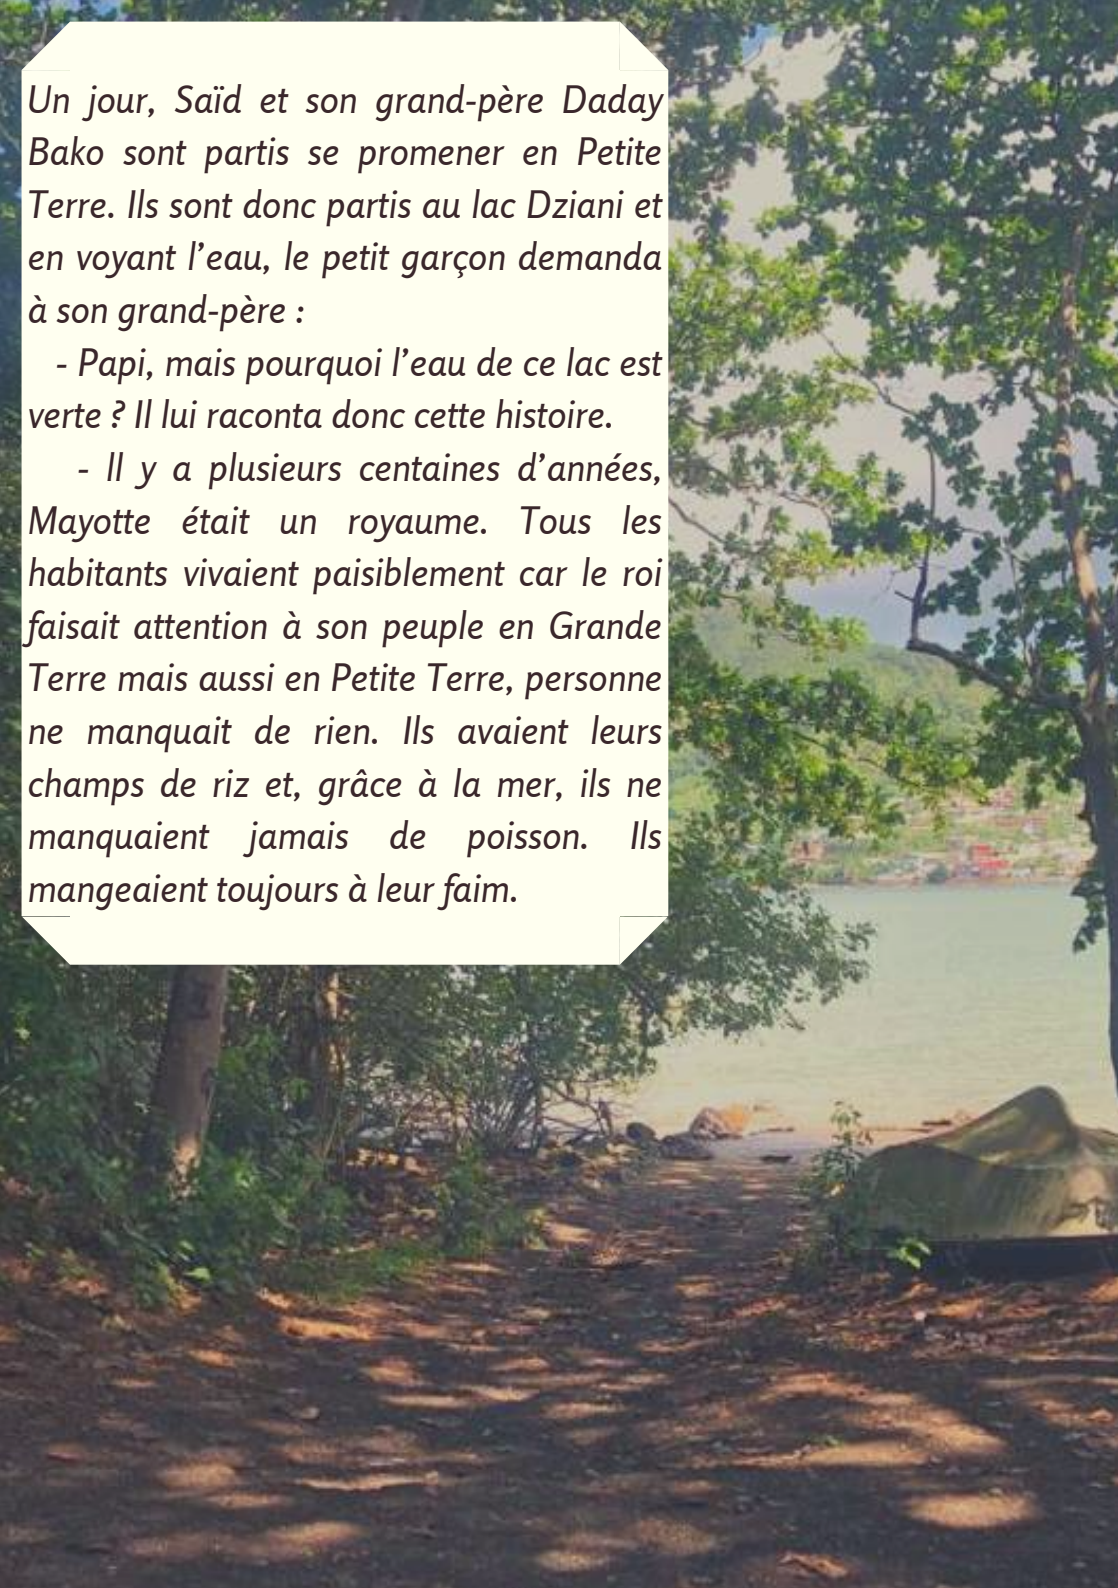 Un jour, Saïd et son grand-père Daday
Bako sont partis se promener en Petite
Terre. Ils sont donc partis au lac Dziani et
en voyant l’eau, le petit garçon demanda
à son grand-père :
- Papi, mais pourquoi l’eau de ce lac est
verte ? Il lui raconta donc cette histoire.
- Il y a plusieurs centaines d’années,
Mayotte était un royaume. Tous les
habitants vivaient paisiblement car le roi
faisait attention à son peuple en Grande
Terre mais aussi en Petite Terre, personne
ne manquait de rien. Ils avaient leurs
champs de riz et, grâce à la mer, ils ne
manquaient jamais de poisson. Ils
mangeaient toujours à leur faim.